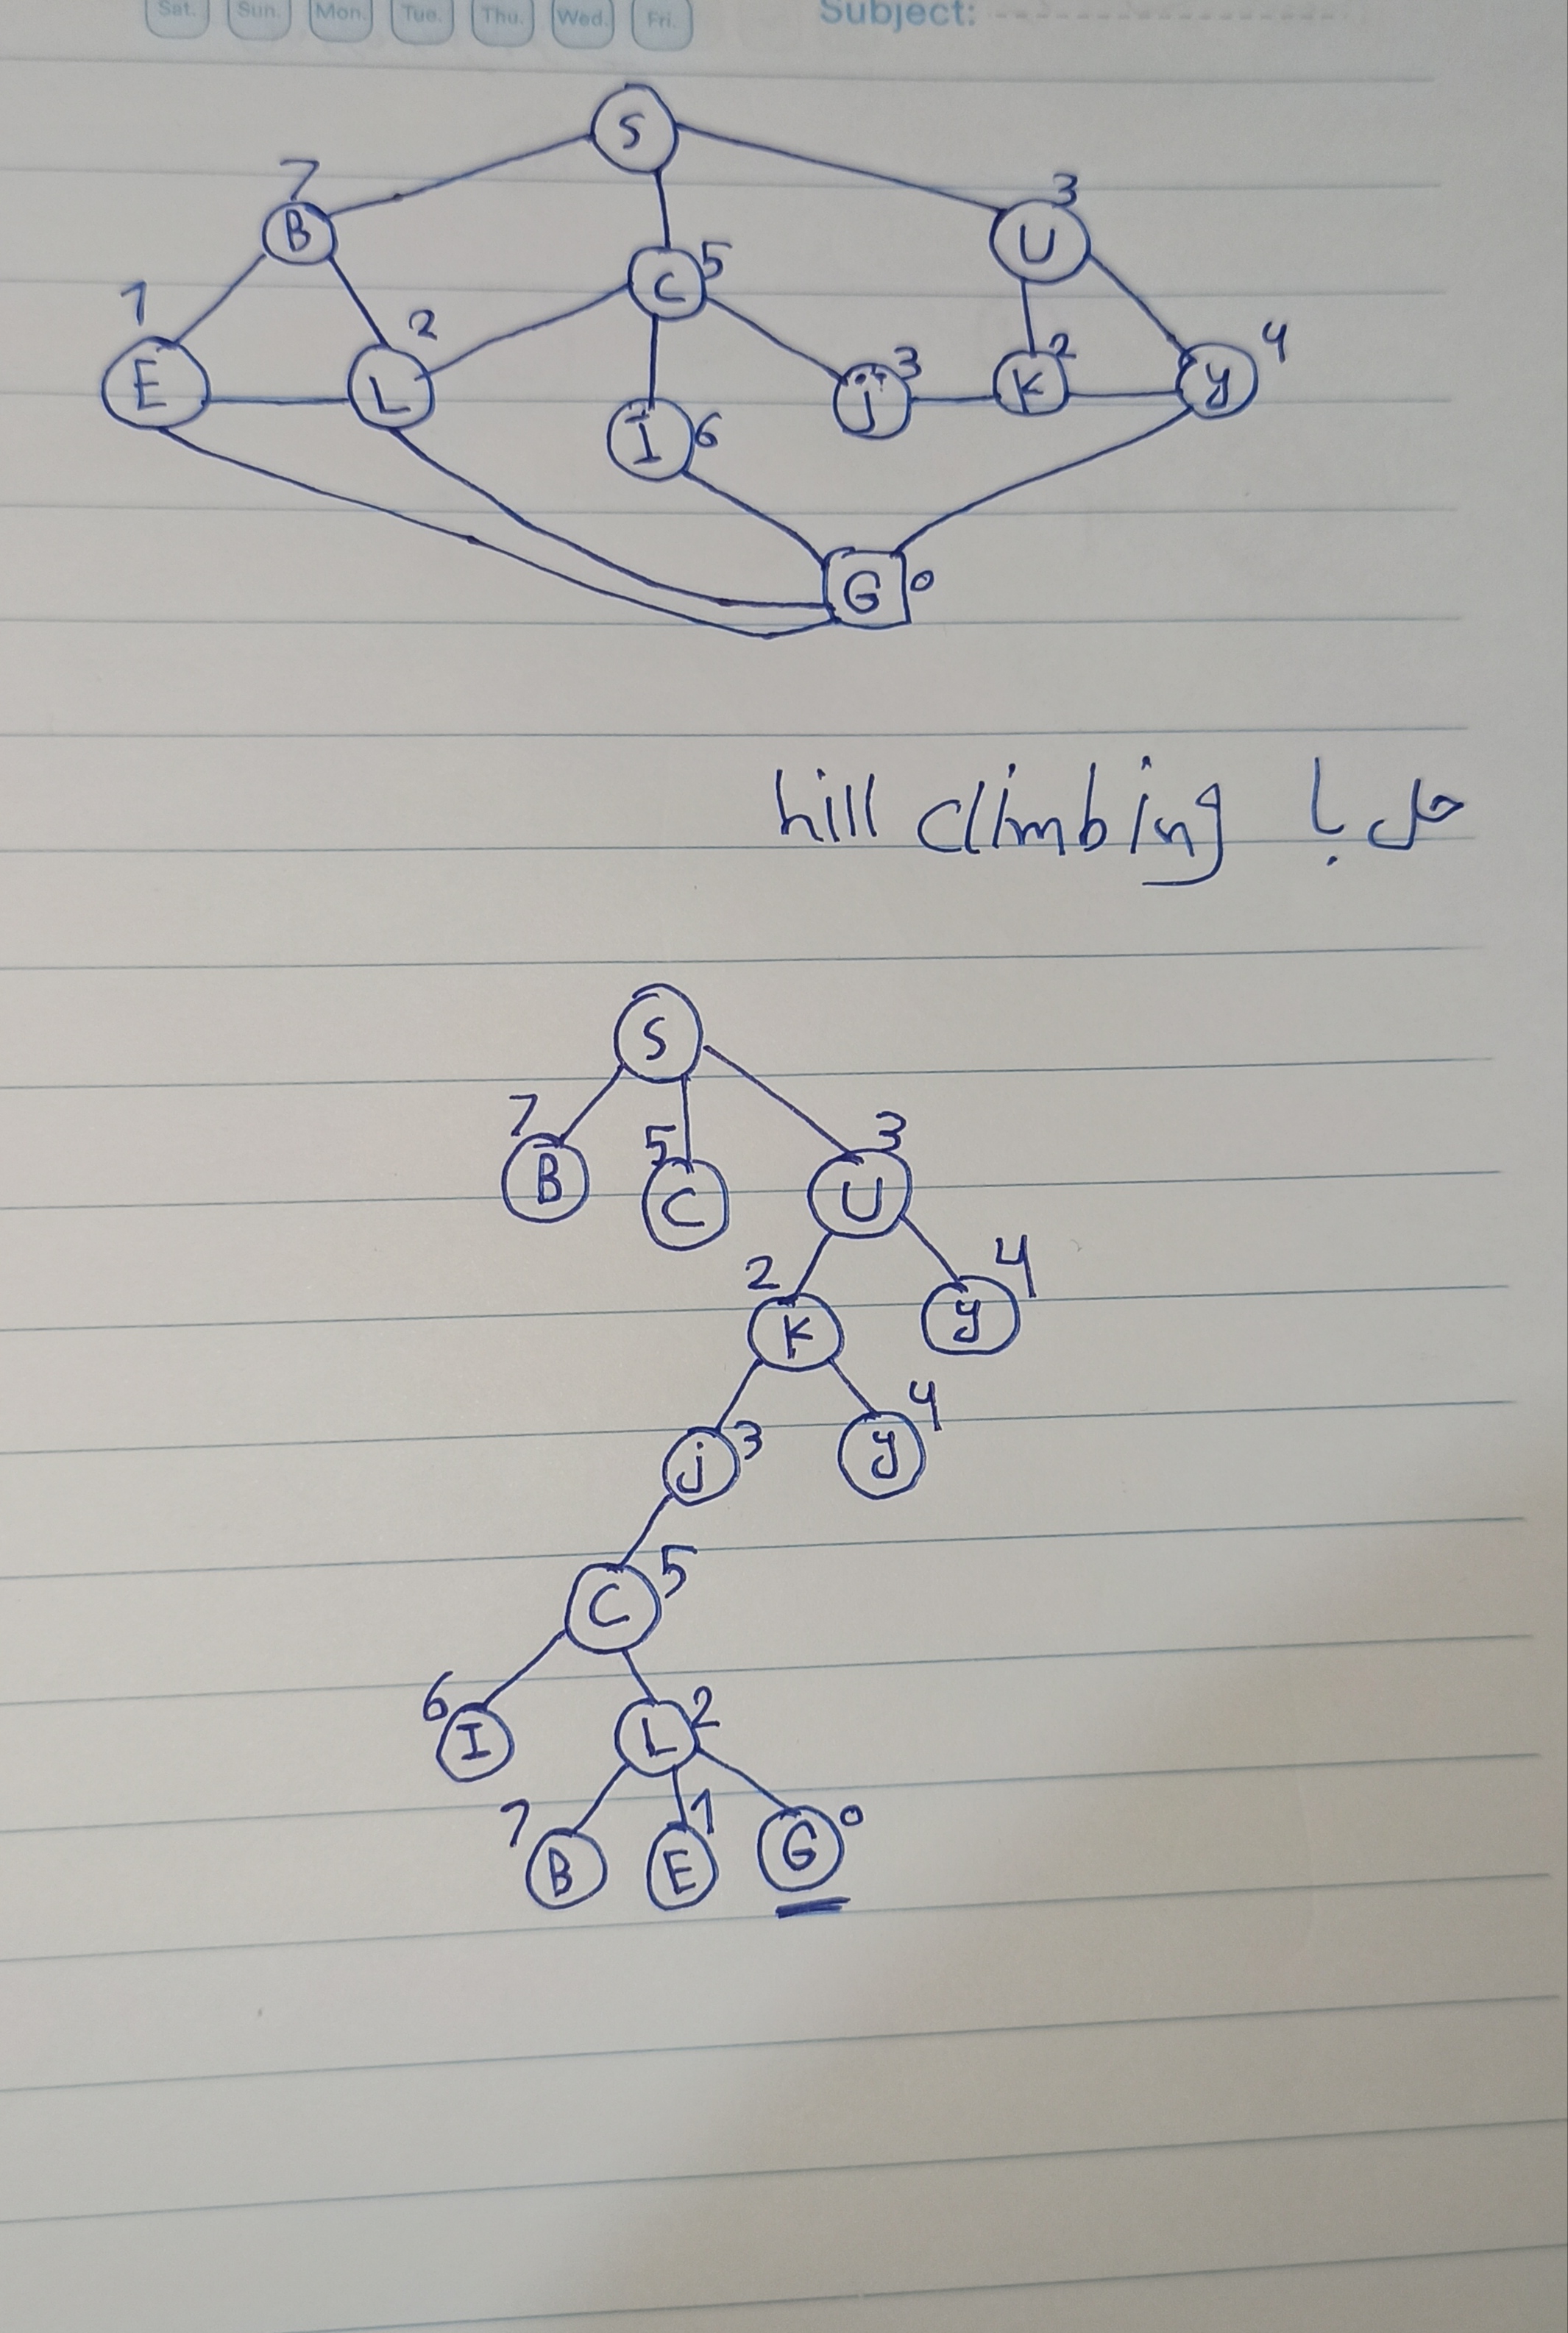 Sat. Sun. Mon. Tue. Thu. Wed. Fri. Subject:
S
7 3
B U
C 5
1 2
E L j 3 K 2 y 4
I 6
G 0
حل با hill climbing
S
7 5 3
B C U
2 4
K y
j 3 y 4
C 5
6 2
I L
7 1 0
B E G